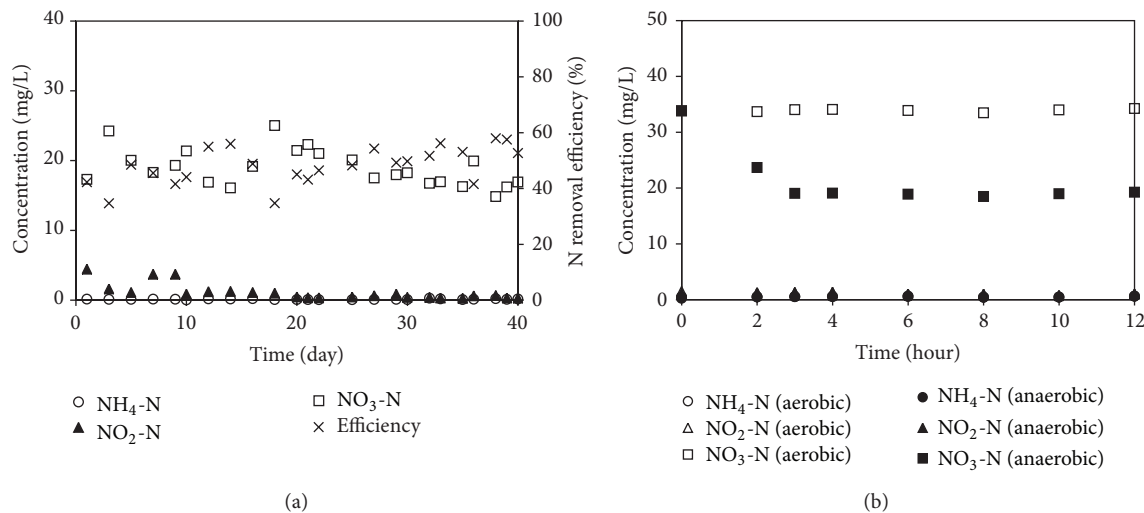 40
30
20
10
0
Concentration (mg/L)
100
80
60
40
20
0
N removal efficiency (%)
0 10 20 30 40
Time (day)
NH₄-N
NO₂-N
NO₃-N
Efficiency
(a)
50
40
30
20
10
0
Concentration (mg/L)
0 2 4 6 8 10 12
Time (hour)
NH₄-N (aerobic)
NO₂-N (aerobic)
NO₃-N (aerobic)
NH₄-N (anaerobic)
NO₂-N (anaerobic)
NO₃-N (anaerobic)
(b)